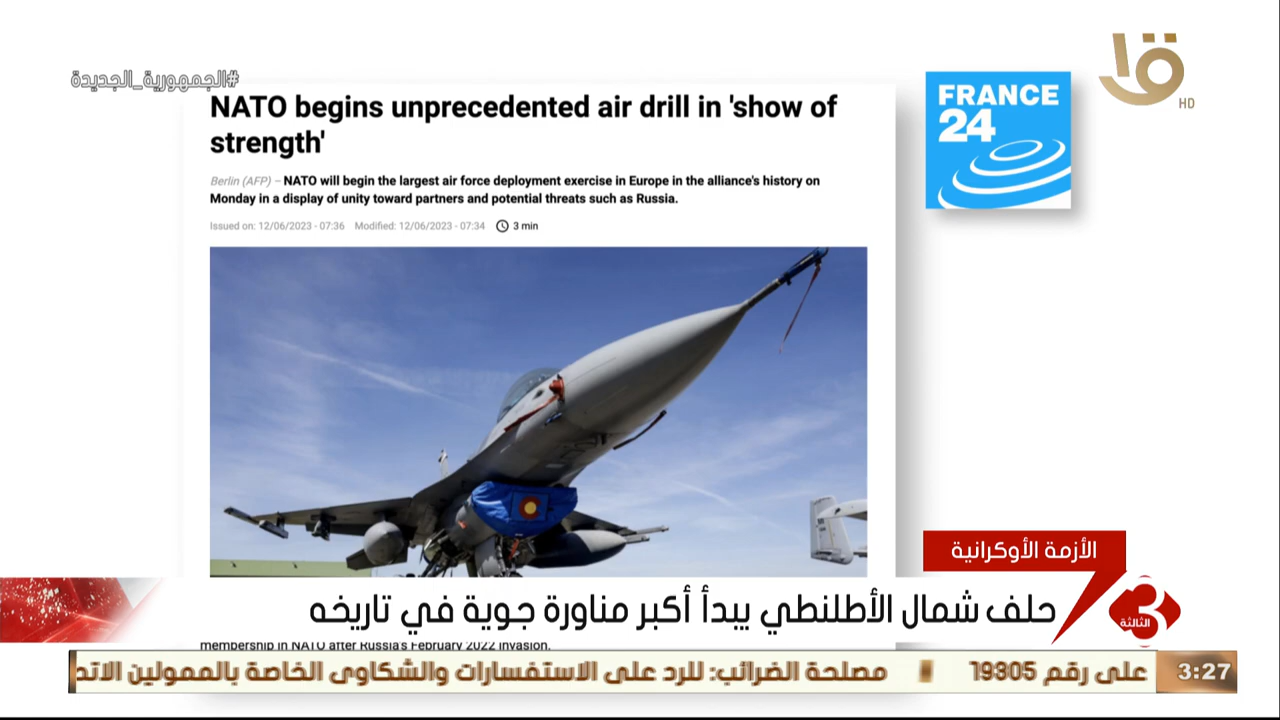 #الجمهورية_الجديدة
HD
FRANCE
24
NATO begins unprecedented air drill in 'show of
strength'
Berlin (AFP) – NATO will begin the largest air force deployment exercise in Europe in the alliance's history on
Monday in a display of unity toward partners and potential threats such as Russia.
Issued on: 12/06/2023 - 07:36 Modified: 12/06/2023 - 07:34 3 min
الأزمة الأوكرانية
حلف شمال الأطلنطي يبدأ أكبر مناورة جوية في تاريخه
3
الثالثة
membership in NATO after Russia's February 2022 invasion.
على رقم 19805 مصلحة الضرائب: للرد على الاستفسارات والشكاوى الخاصة بالممولين
3:27